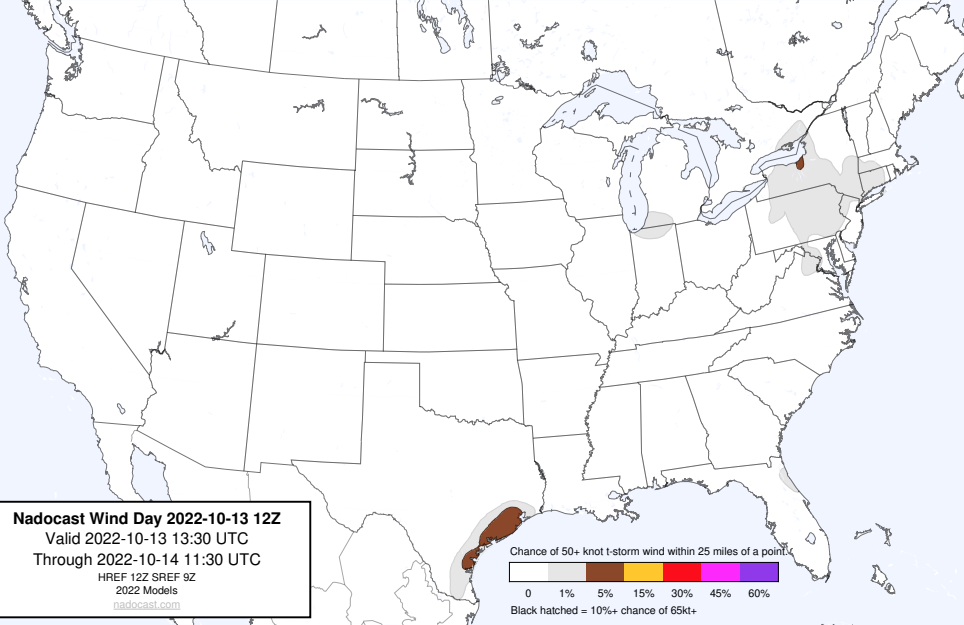 Nadocast Wind Day 2022-10-13 12Z
Valid 2022-10-13 13:30 UTC
Through 2022-10-14 11:30 UTC
HREF 12Z SREF 9Z
2022 Models
nadocast.com
Chance of 50+ knot t-storm wind within 25 miles of a point.
0 1% 5% 15% 30% 45% 60%
Black hatched = 10%+ chance of 65kt+